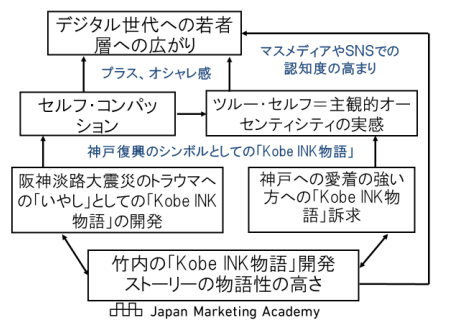 デジタル世代への若者
層への広がり
マスメディアやSNSでの
認知度の高まり
プラス、オシャレ感
セルフ・コンパッ
ション
ツルー・セルフ＝主観的オー
センティシティの実感
神戸復興のシンボルとしての「Kobe INK物語」
阪神淡路大震災のトラウマへ
の「いやし」としての「Kobe INK
物語」の開発
神戸への愛着の強い
方への「Kobe INK物
語」訴求
竹内の「Kobe INK物語」開発
ストーリーの物語性の高さ
Japan Marketing Academy